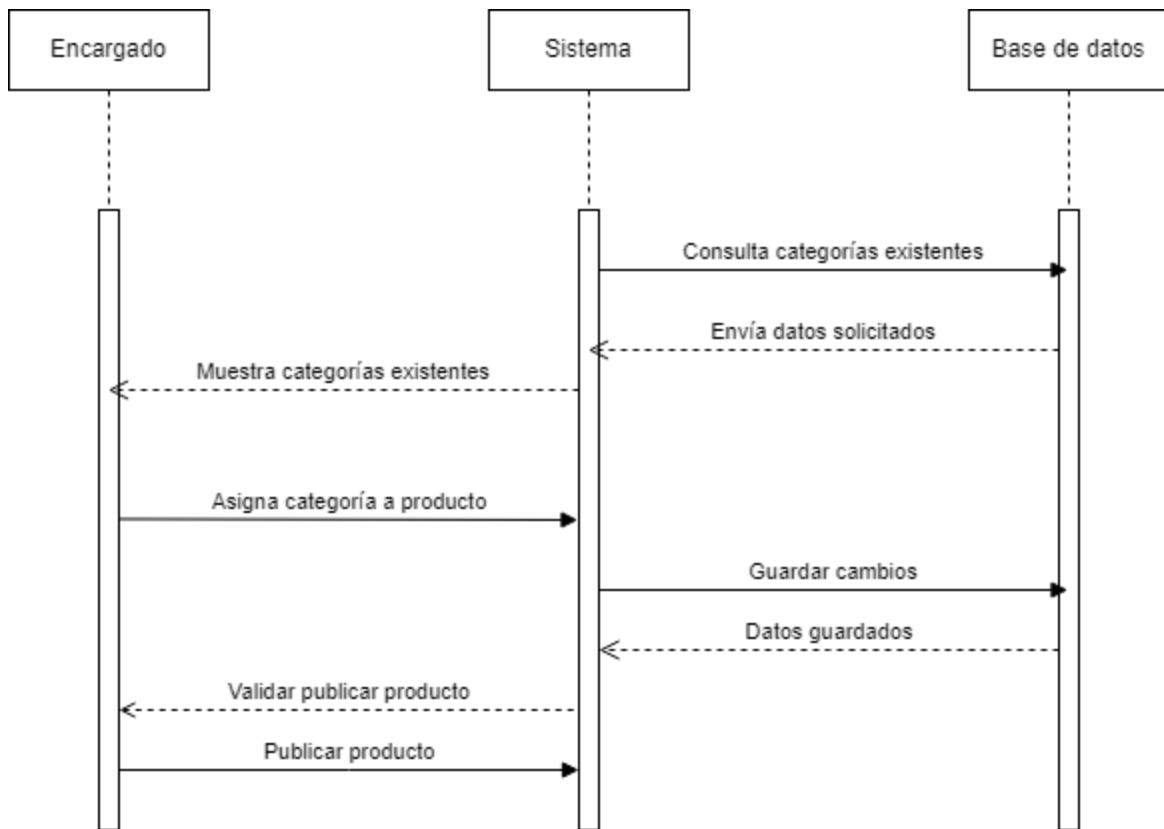 Encargado
Sistema
Base de datos
Consulta categorías existentes
Envía datos solicitados
Muestra categorías existentes
Asigna categoría a producto
Guardar cambios
Datos guardados
Validar publicar producto
Publicar producto